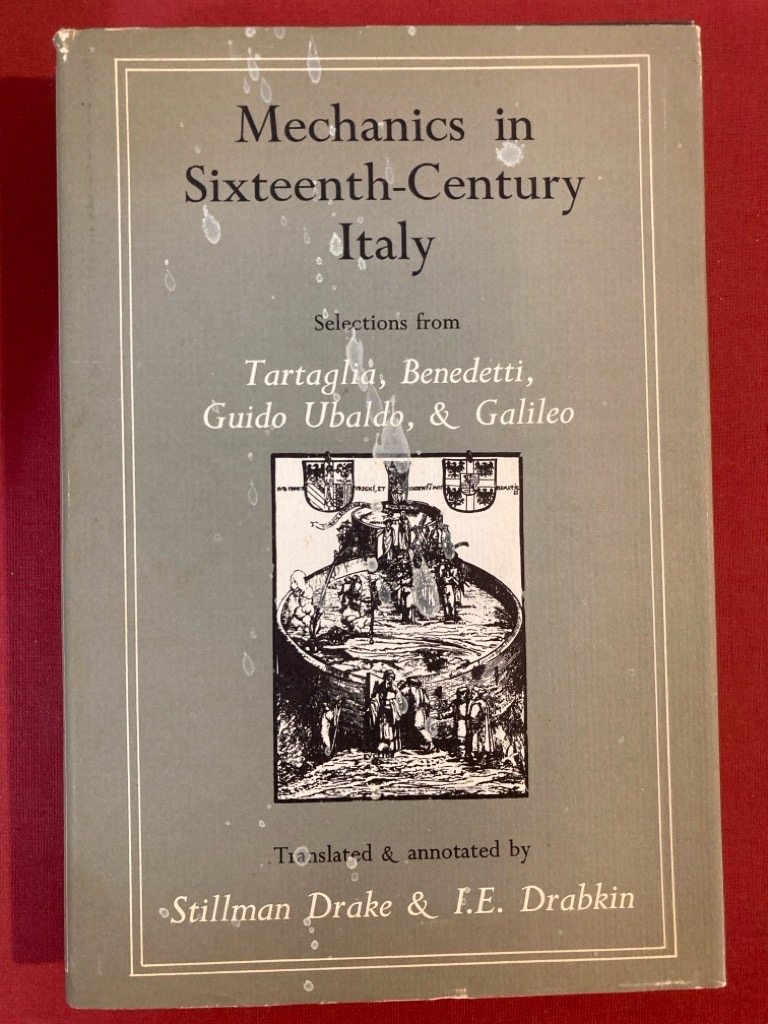 Mechanics in
Sixteenth-Century
Italy
Selections from
Tartaglia, Benedetti,
Guido Ubaldo, & Galileo
Translated & annotated by
Stillman Drake & I.E. Drabkin